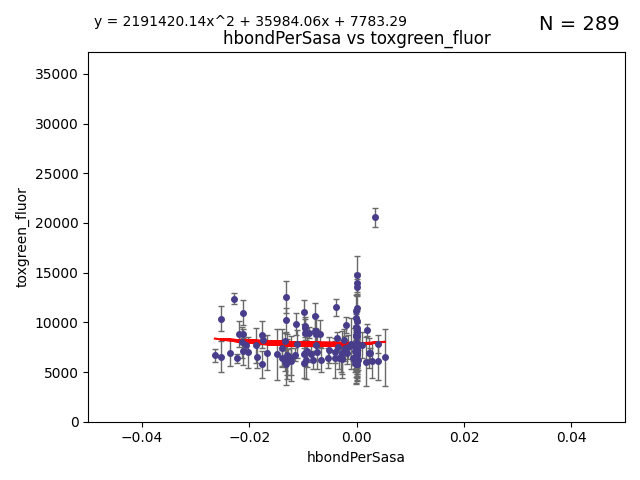 y = 2191420.14x^2 + 35984.06x + 7783.29
N = 289
hbondPerSasa vs toxgreen_fluor
35000
30000
25000
20000
15000
10000
5000
0
toxgreen_fluor
−0.04
−0.02
0.00
0.02
0.04
hbondPerSasa